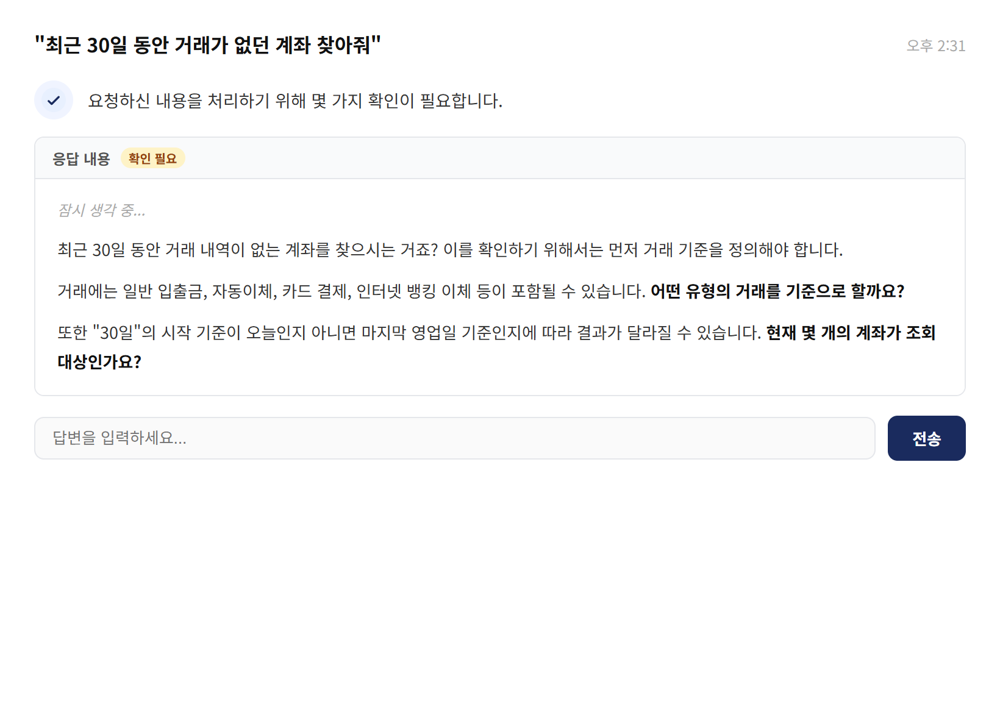 "최근 30일 동안 거래가 없던 계좌 찾아줘"
오후 2:31
요청하신 내용을 처리하기 위해 몇 가지 확인이 필요합니다.
응답 내용 확인 필요
잠시 생각 중...
최근 30일 동안 거래 내역이 없는 계좌를 찾으시는 거죠? 이를 확인하기 위해서는 먼저 거래 기준을 정의해야 합니다.
거래에는 일반 입출금, 자동이체, 카드 결제, 인터넷 뱅킹 이체 등이 포함될 수 있습니다. 어떤 유형의 거래를 기준으로 할까요?
또한 "30일"의 시작 기준이 오늘인지 아니면 마지막 영업일 기준인지에 따라 결과가 달라질 수 있습니다. 현재 몇 개의 계좌가 조회
대상인가요?
답변을 입력하세요...
전송